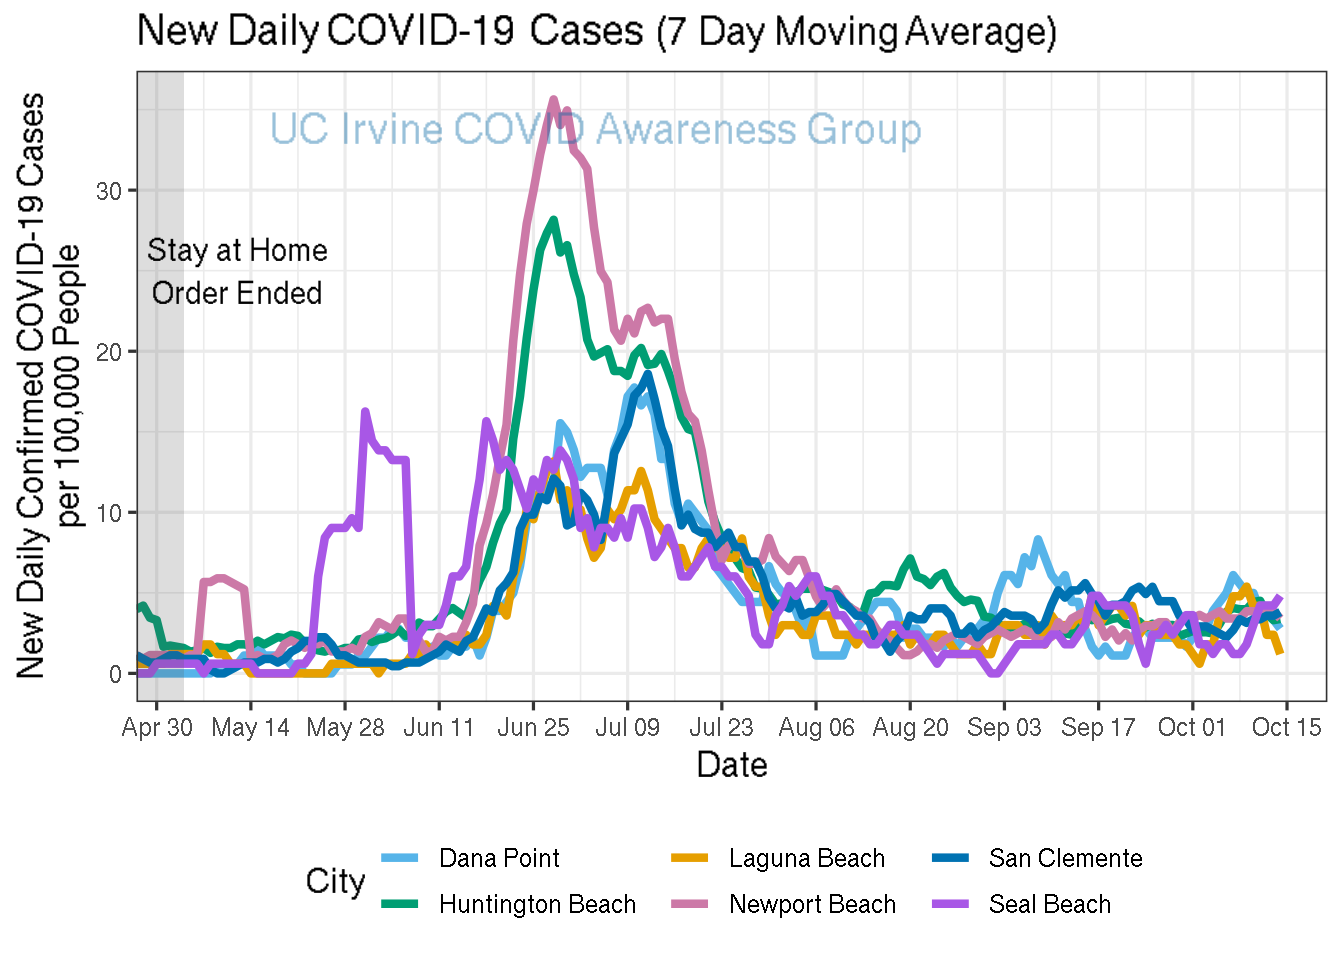 New Daily COVID-19 Cases (7 Day Moving Average)
UC Irvine COVID Awareness Group
Stay at Home
Order Ended
New Daily Confirmed COVID-19 Cases
per 100,000 People
30
20
10
0
Apr 30 May 14 May 28 Jun 11 Jun 25 Jul 09 Jul 23 Aug 06 Aug 20 Sep 03 Sep 17 Oct 01 Oct 15
Date
City
Dana Point Laguna Beach San Clemente
Huntington Beach Newport Beach Seal Beach